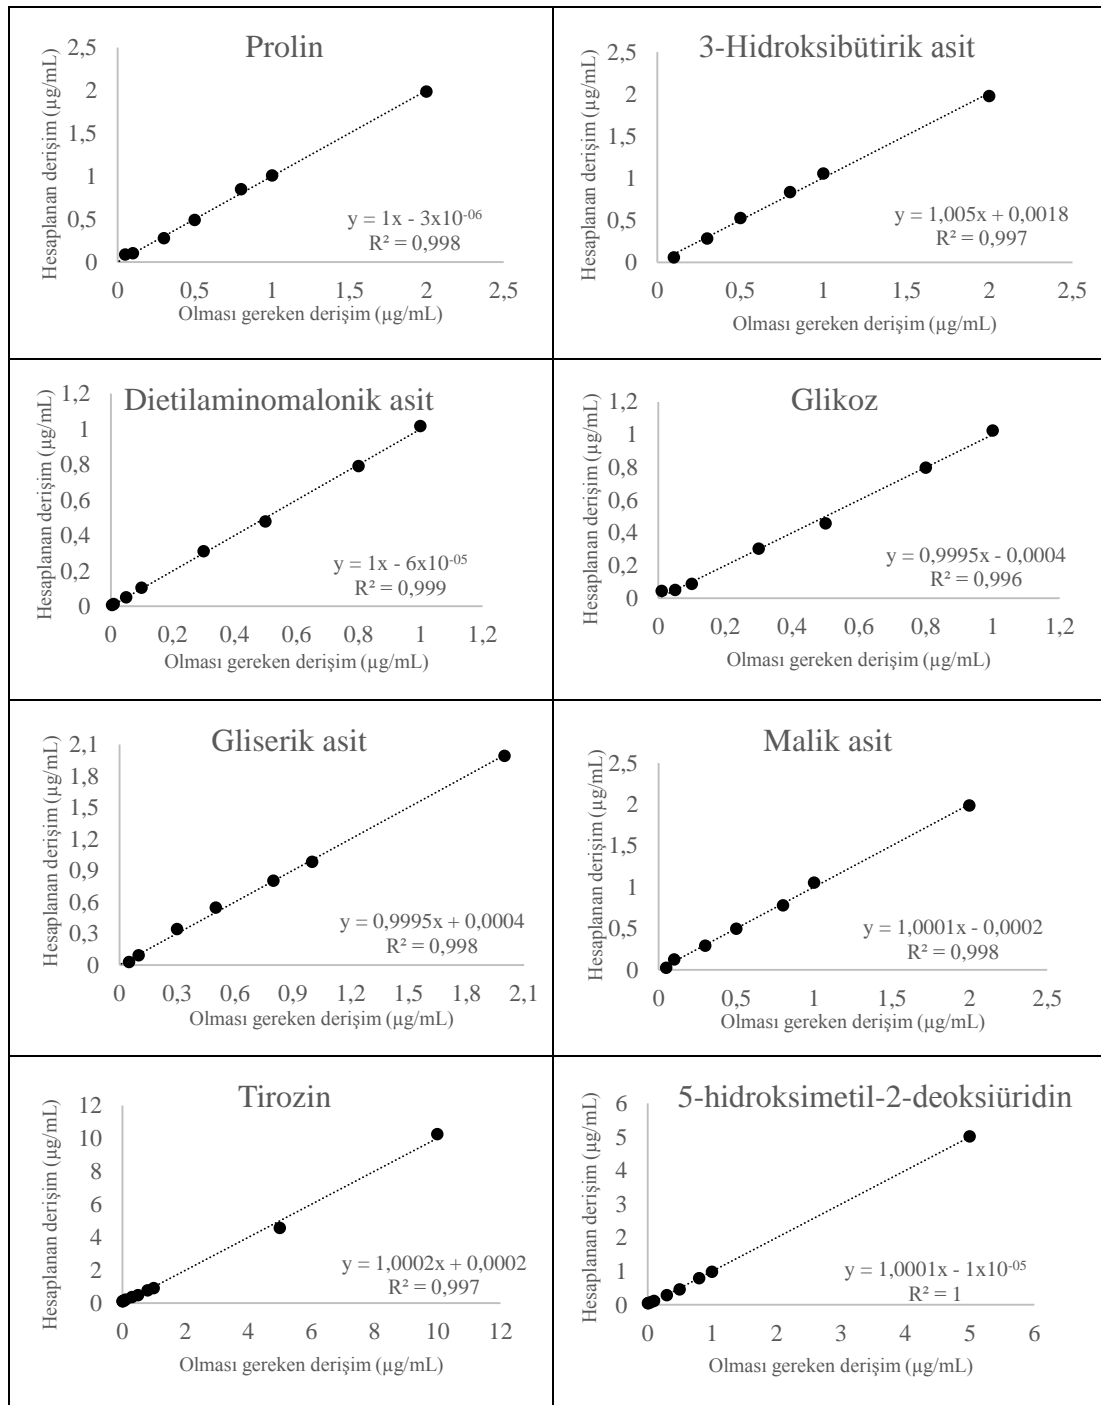 Prolin
Hesaplanan derişim (µg/mL)
2,5
2
1,5
1
0,5
0
y = 1x - 3x10-06
R² = 0,998
0 0,5 1 1,5 2 2,5
Olması gereken derişim (µg/mL)
3-Hidroksibütirik asit
Hesaplanan derişim (µg/mL)
2,5
2
1,5
1
0,5
0
y = 1,005x + 0,0018
R² = 0,997
0 0,5 1 1,5 2 2,5
Olması gereken derişim (µg/mL)
Dietilaminomalonik asit
Hesaplanan derişim (µg/mL)
1,2
1
0,8
0,6
0,4
0,2
0
y = 1x - 6x10-05
R² = 0,999
0 0,2 0,4 0,6 0,8 1 1,2
Olması gereken derişim (µg/mL)
Glikoz
Hesaplanan derişim (µg/mL)
1,2
1
0,8
0,6
0,4
0,2
0
y = 0,9995x - 0,0004
R² = 0,996
0 0,2 0,4 0,6 0,8 1 1,2
Olması gereken derişim (µg/mL)
Gliserik asit
Hesaplanan derişim (µg/mL)
2,1
1,8
1,5
1,2
0,9
0,6
0,3
0
y = 0,9995x + 0,0004
R² = 0,998
0 0,3 0,6 0,9 1,2 1,5 1,8 2,1
Olması gereken derişim (µg/mL)
Malik asit
Hesaplanan derişim (µg/mL)
2,5
2
1,5
1
0,5
0
y = 1,0001x - 0,0002
R² = 0,998
0 0,5 1 1,5 2 2,5
Olması gereken derişim (µg/mL)
Tirozin
Hesaplanan derişim (µg/mL)
12
10
8
6
4
2
0
y = 1,0002x + 0,0002
R² = 0,997
0 2 4 6 8 10 12
Olması gereken derişim (µg/mL)
5-hidroksimetil-2-deoksiüridin
Hesaplanan derişim (µg/mL)
6
5
4
3
2
1
0
y = 1,0001x - 1x10-05
R² = 1
0 1 2 3 4 5 6
Olması gereken derişim (µg/mL)